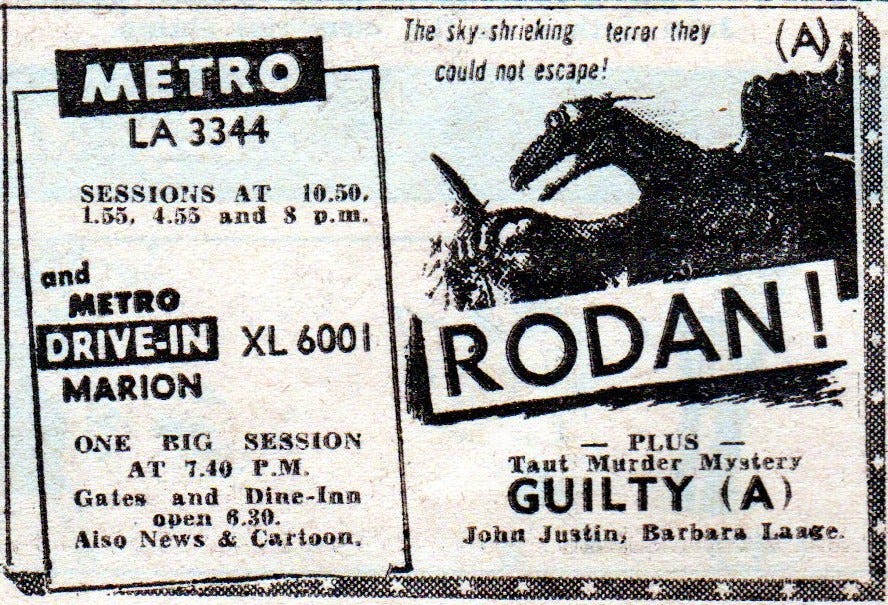 METRO
LA 3344
SESSIONS AT 10.50,
1.55, 4.55 and 8 p.m.
and
METRO
DRIVE-IN XL 6001
MARION
ONE BIG SESSION
AT 7.40 P.M.
Gates and Dine-Inn
open 6.30.
Also News & Cartoon.
The sky-shrieking terror they
could not escape!
(A)
RODAN!
— PLUS —
Taut Murder Mystery
GUILTY (A)
John Justin, Barbara Laage.